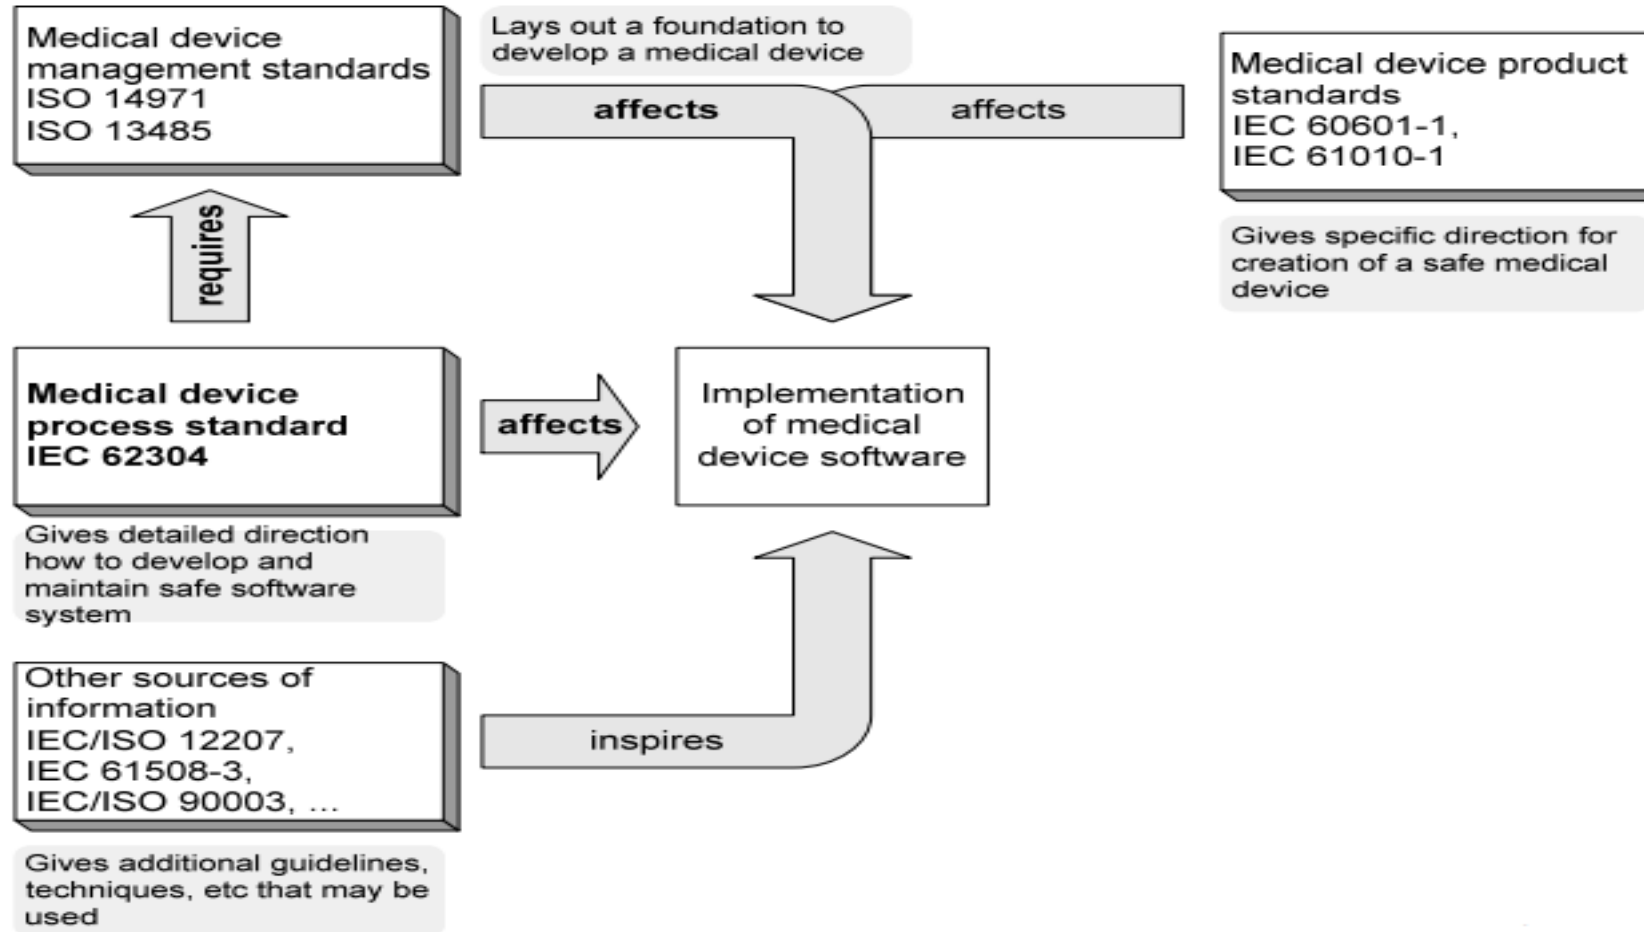 Medical device
management standards
ISO 14971
ISO 13485
Lays out a foundation to
develop a medical device
affects
affects
Medical device product
standards
IEC 60601-1,
IEC 61010-1
Gives specific direction for
creation of a safe medical
device
requires
Medical device
process standard
IEC 62304
affects
Implementation
of medical
device software
Gives detailed direction
how to develop and
maintain safe software
system
Other sources of
information
IEC/ISO 12207,
IEC 61508-3,
IEC/ISO 90003, ...
inspires
Gives additional guidelines,
techniques, etc that may be
used